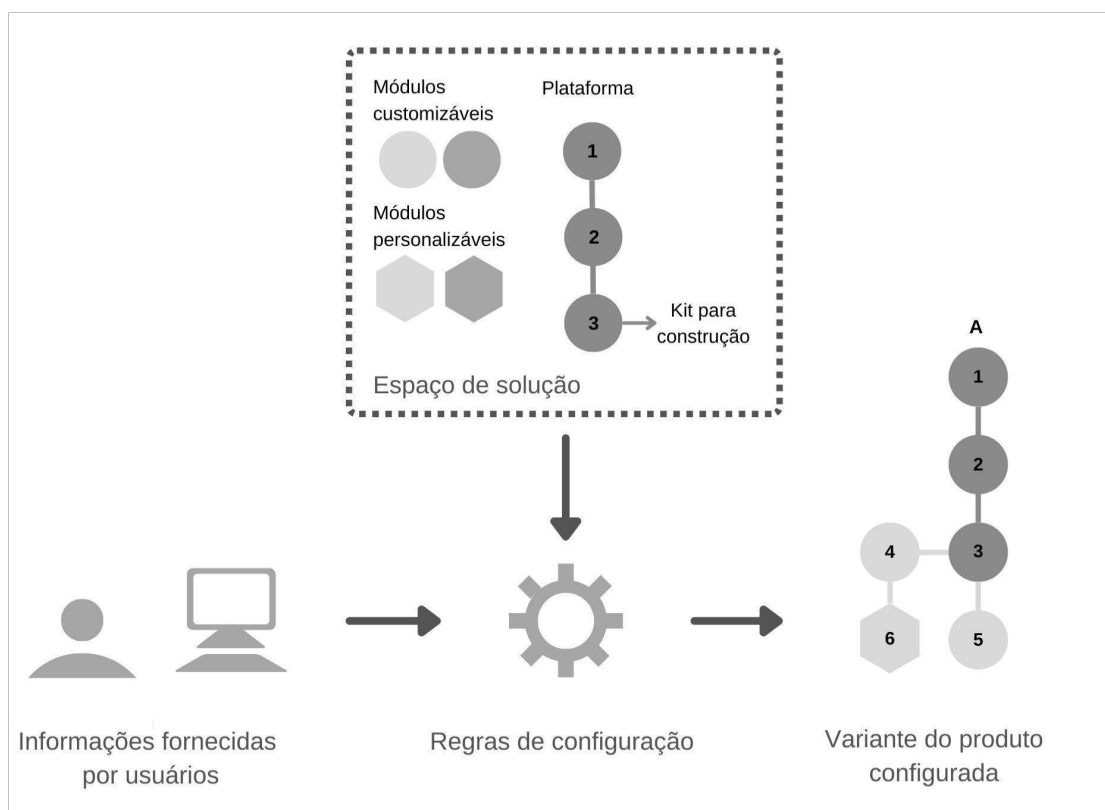 Módulos
customizáveis
Plataforma
1
Módulos
personalizáveis
2
3
Kit para
construção
Espaço de solução
A
1
2
4
3
6
5
Informações fornecidas
por usuários
Regras de configuração
Variante do produto
configurada